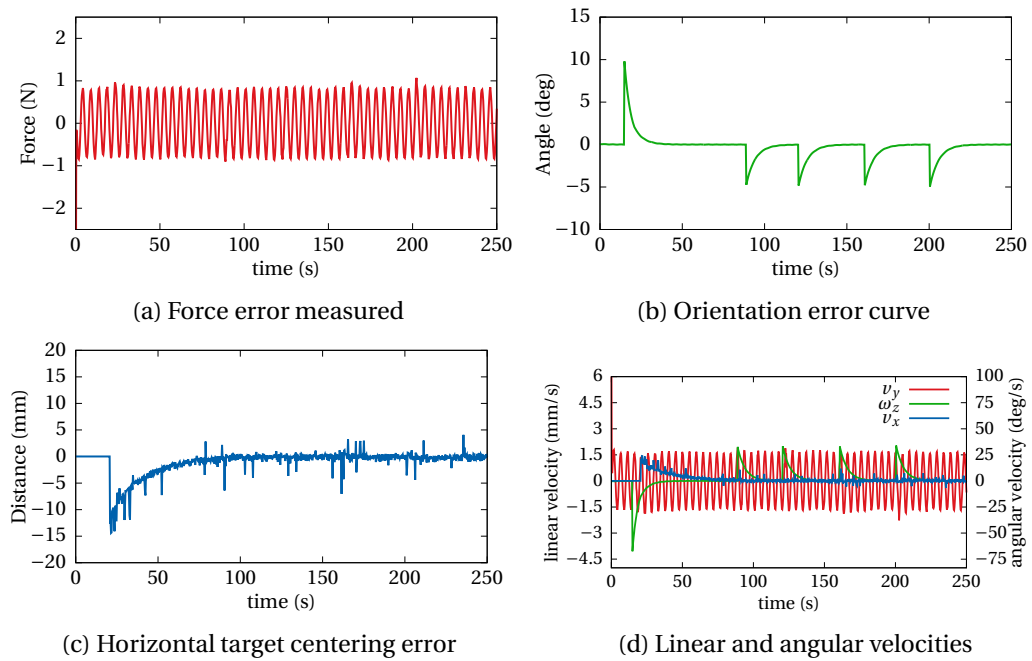 2
1
0
−1
−2
Force (N)
0 50 100 150 200 250
time (s)
(a) Force error measured
15
10
5
0
−5
−10
Angle (deg)
0 50 100 150 200 250
time (s)
(b) Orientation error curve
20
15
10
5
0
−5
−10
−15
−20
Distance (mm)
0 50 100 150 200 250
time (s)
(c) Horizontal target centering error
6
4.5
3
1.5
0
−1.5
−3
−4.5
linear velocity (mm/s)
v_y
ω_z
v_x
100
75
50
25
0
−25
−50
−75
angular velocity (deg/s)
0 50 100 150 200 250
time (s)
(d) Linear and angular velocities